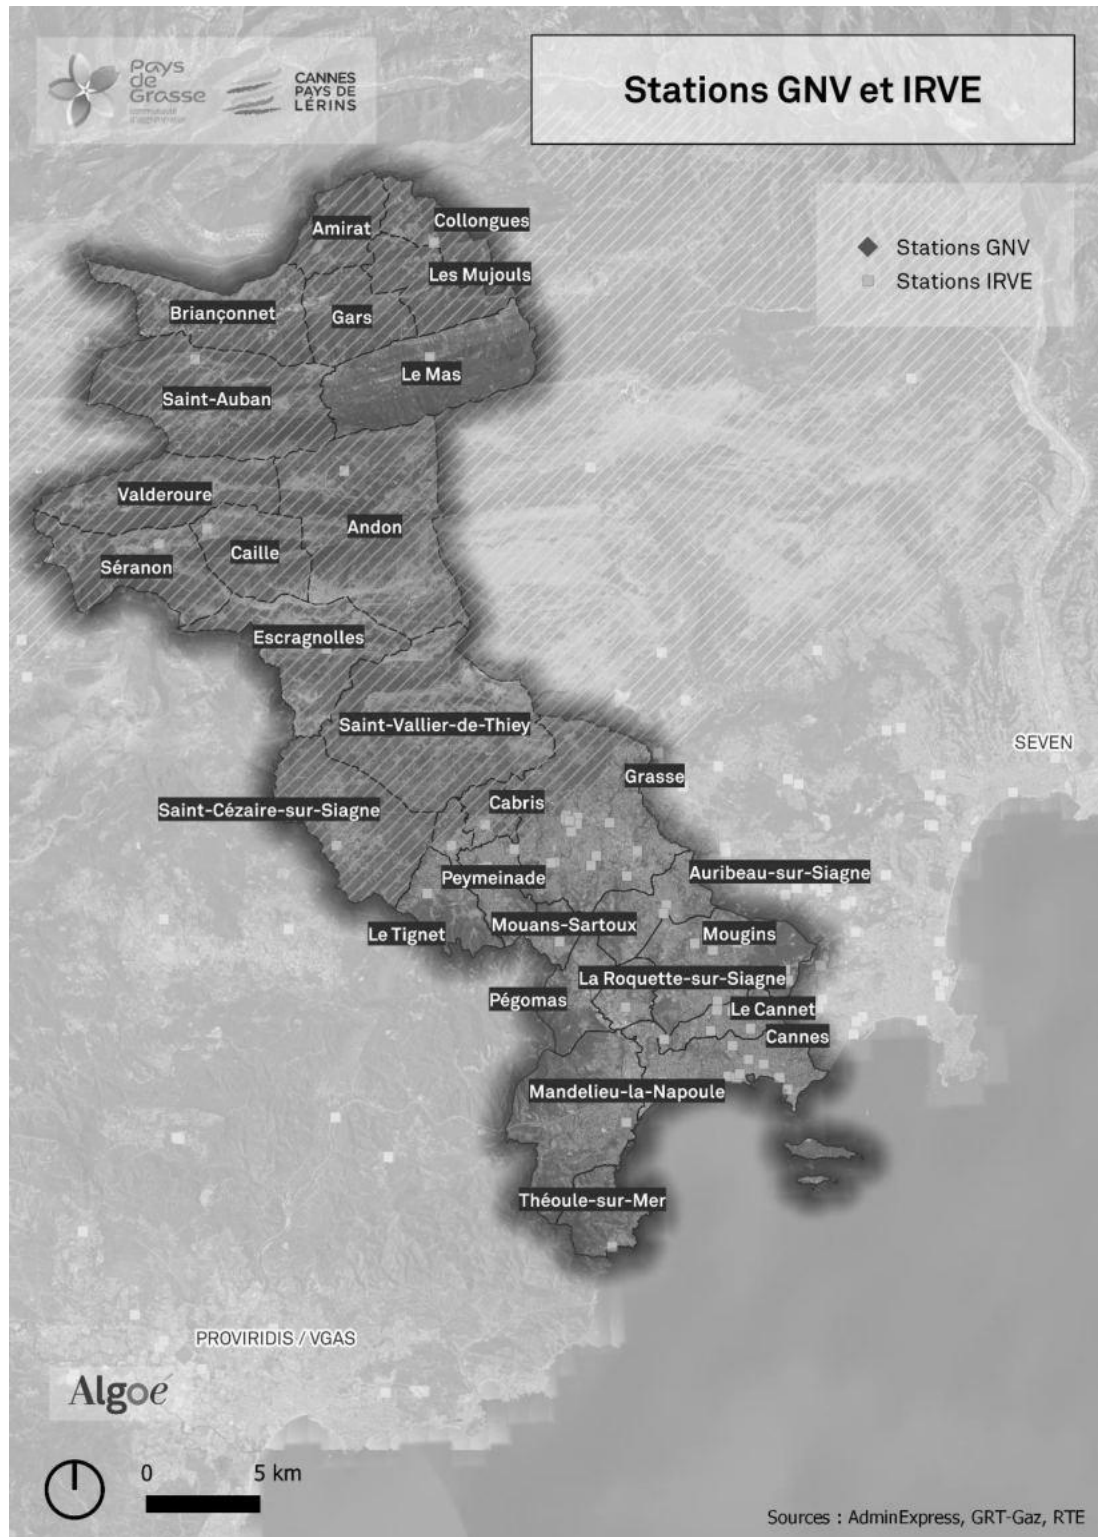 Pays
de
Grasse
communauté
d'agglomération
CANNES
PAYS DE
LÉRINS
Stations GNV et IRVE
Stations GNV
Stations IRVE
Amirat
Collongues
Les Mujouls
Briançonnet
Gars
Le Mas
Saint-Auban
Valderoure
Andon
Caille
Séranon
Escragnolles
Saint-Vallier-de-Thiey
SEVEN
Grasse
Cabris
Saint-Cézaire-sur-Siagne
Auribeau-sur-Siagne
Peymeinade
Mouans-Sartoux
Mougins
Le Tignet
La Roquette-sur-Siagne
Pégomas
Le Cannet
Cannes
Mandelieu-la-Napoule
Théoule-sur-Mer
PROVIRIDIS / VGAS
Algoé
0 5 km
Sources : AdminExpress, GRT-Gaz, RTE